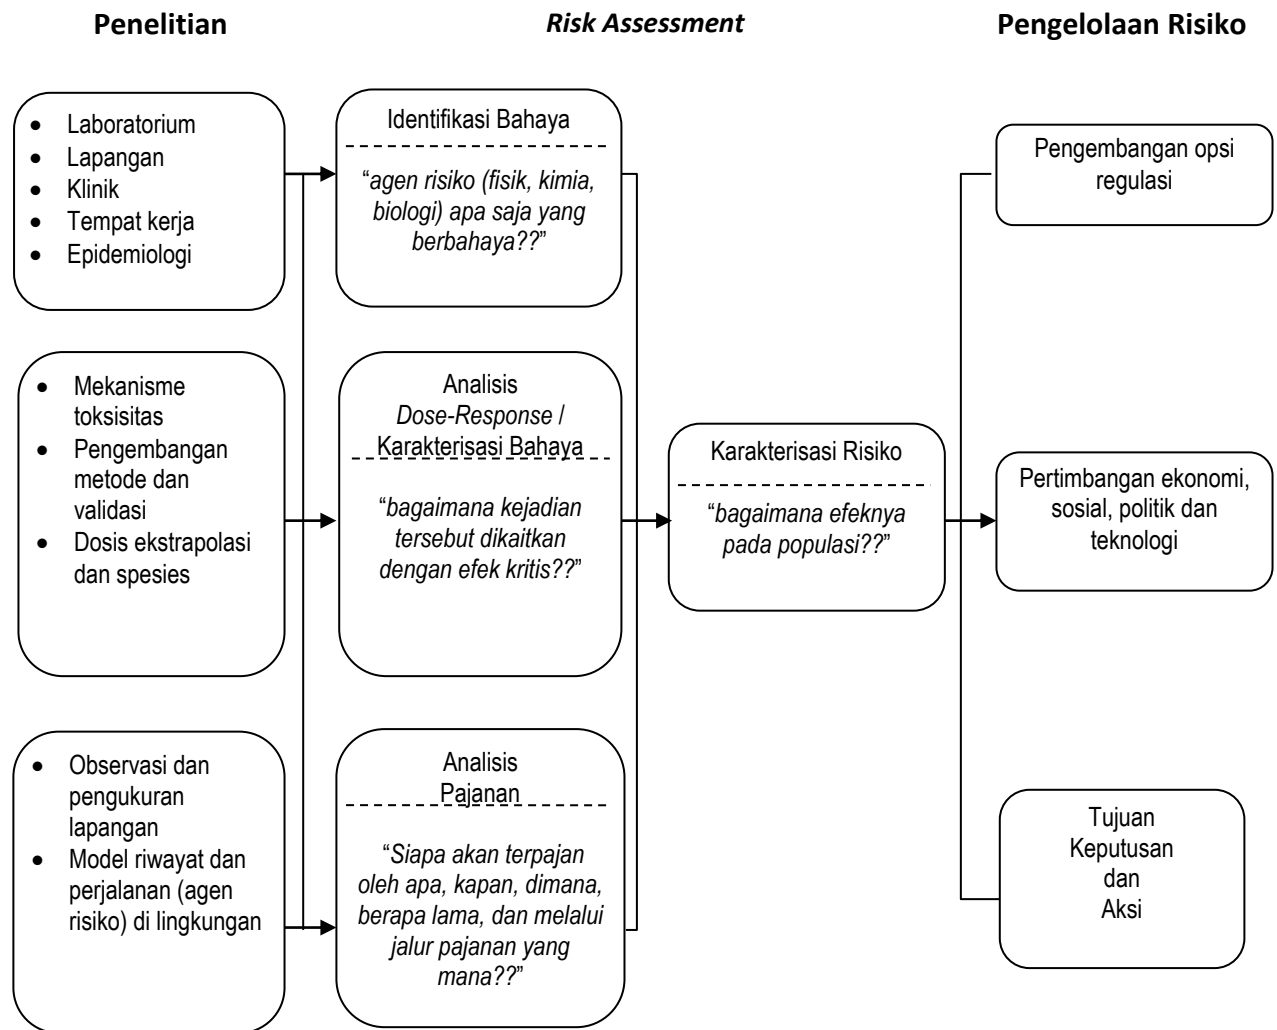 Penelitian
Risk Assessment
Pengelolaan Risiko
• Laboratorium
• Lapangan
• Klinik
• Tempat kerja
• Epidemiologi
Identifikasi Bahaya
“agen risiko (fisik, kimia,
biologi) apa saja yang
berbahaya??”
Pengembangan opsi
regulasi
• Mekanisme
toksisitas
• Pengembangan
metode dan
validasi
• Dosis ekstrapolasi
dan spesies
Analisis
Dose-Response /
Karakterisasi Bahaya
“bagaimana kejadian
tersebut dikaitkan
dengan efek kritis??”
Karakterisasi Risiko
“bagaimana efeknya
pada populasi??”
Pertimbangan ekonomi,
sosial, politik dan
teknologi
• Observasi dan
pengukuran
lapangan
• Model riwayat dan
perjalanan (agen
risiko) di lingkungan
Analisis
Pajanan
“Siapa akan terpajan
oleh apa, kapan, dimana,
berapa lama, dan melalui
jalur pajanan yang
mana??”
Tujuan
Keputusan
dan
Aksi